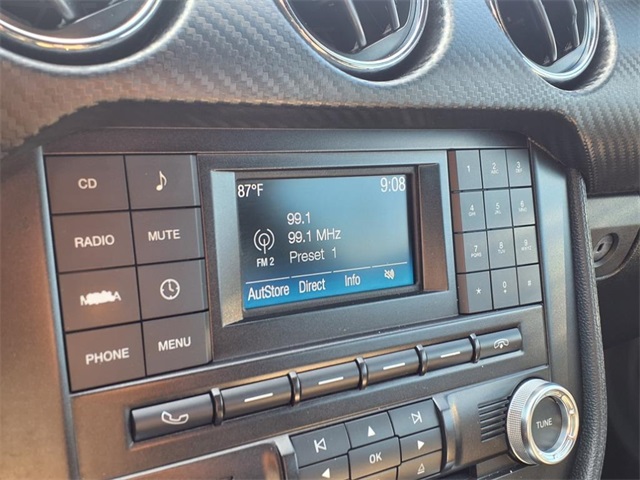 CD
RADIO
MUTE
PHONE
MENU
87°F
9:08
99.1
99.1 MHz
FM 2
Preset 1
AutoStore Direct Info
1 2 3
4 5 6
7 8 9
* 0 #
OK
TUNE